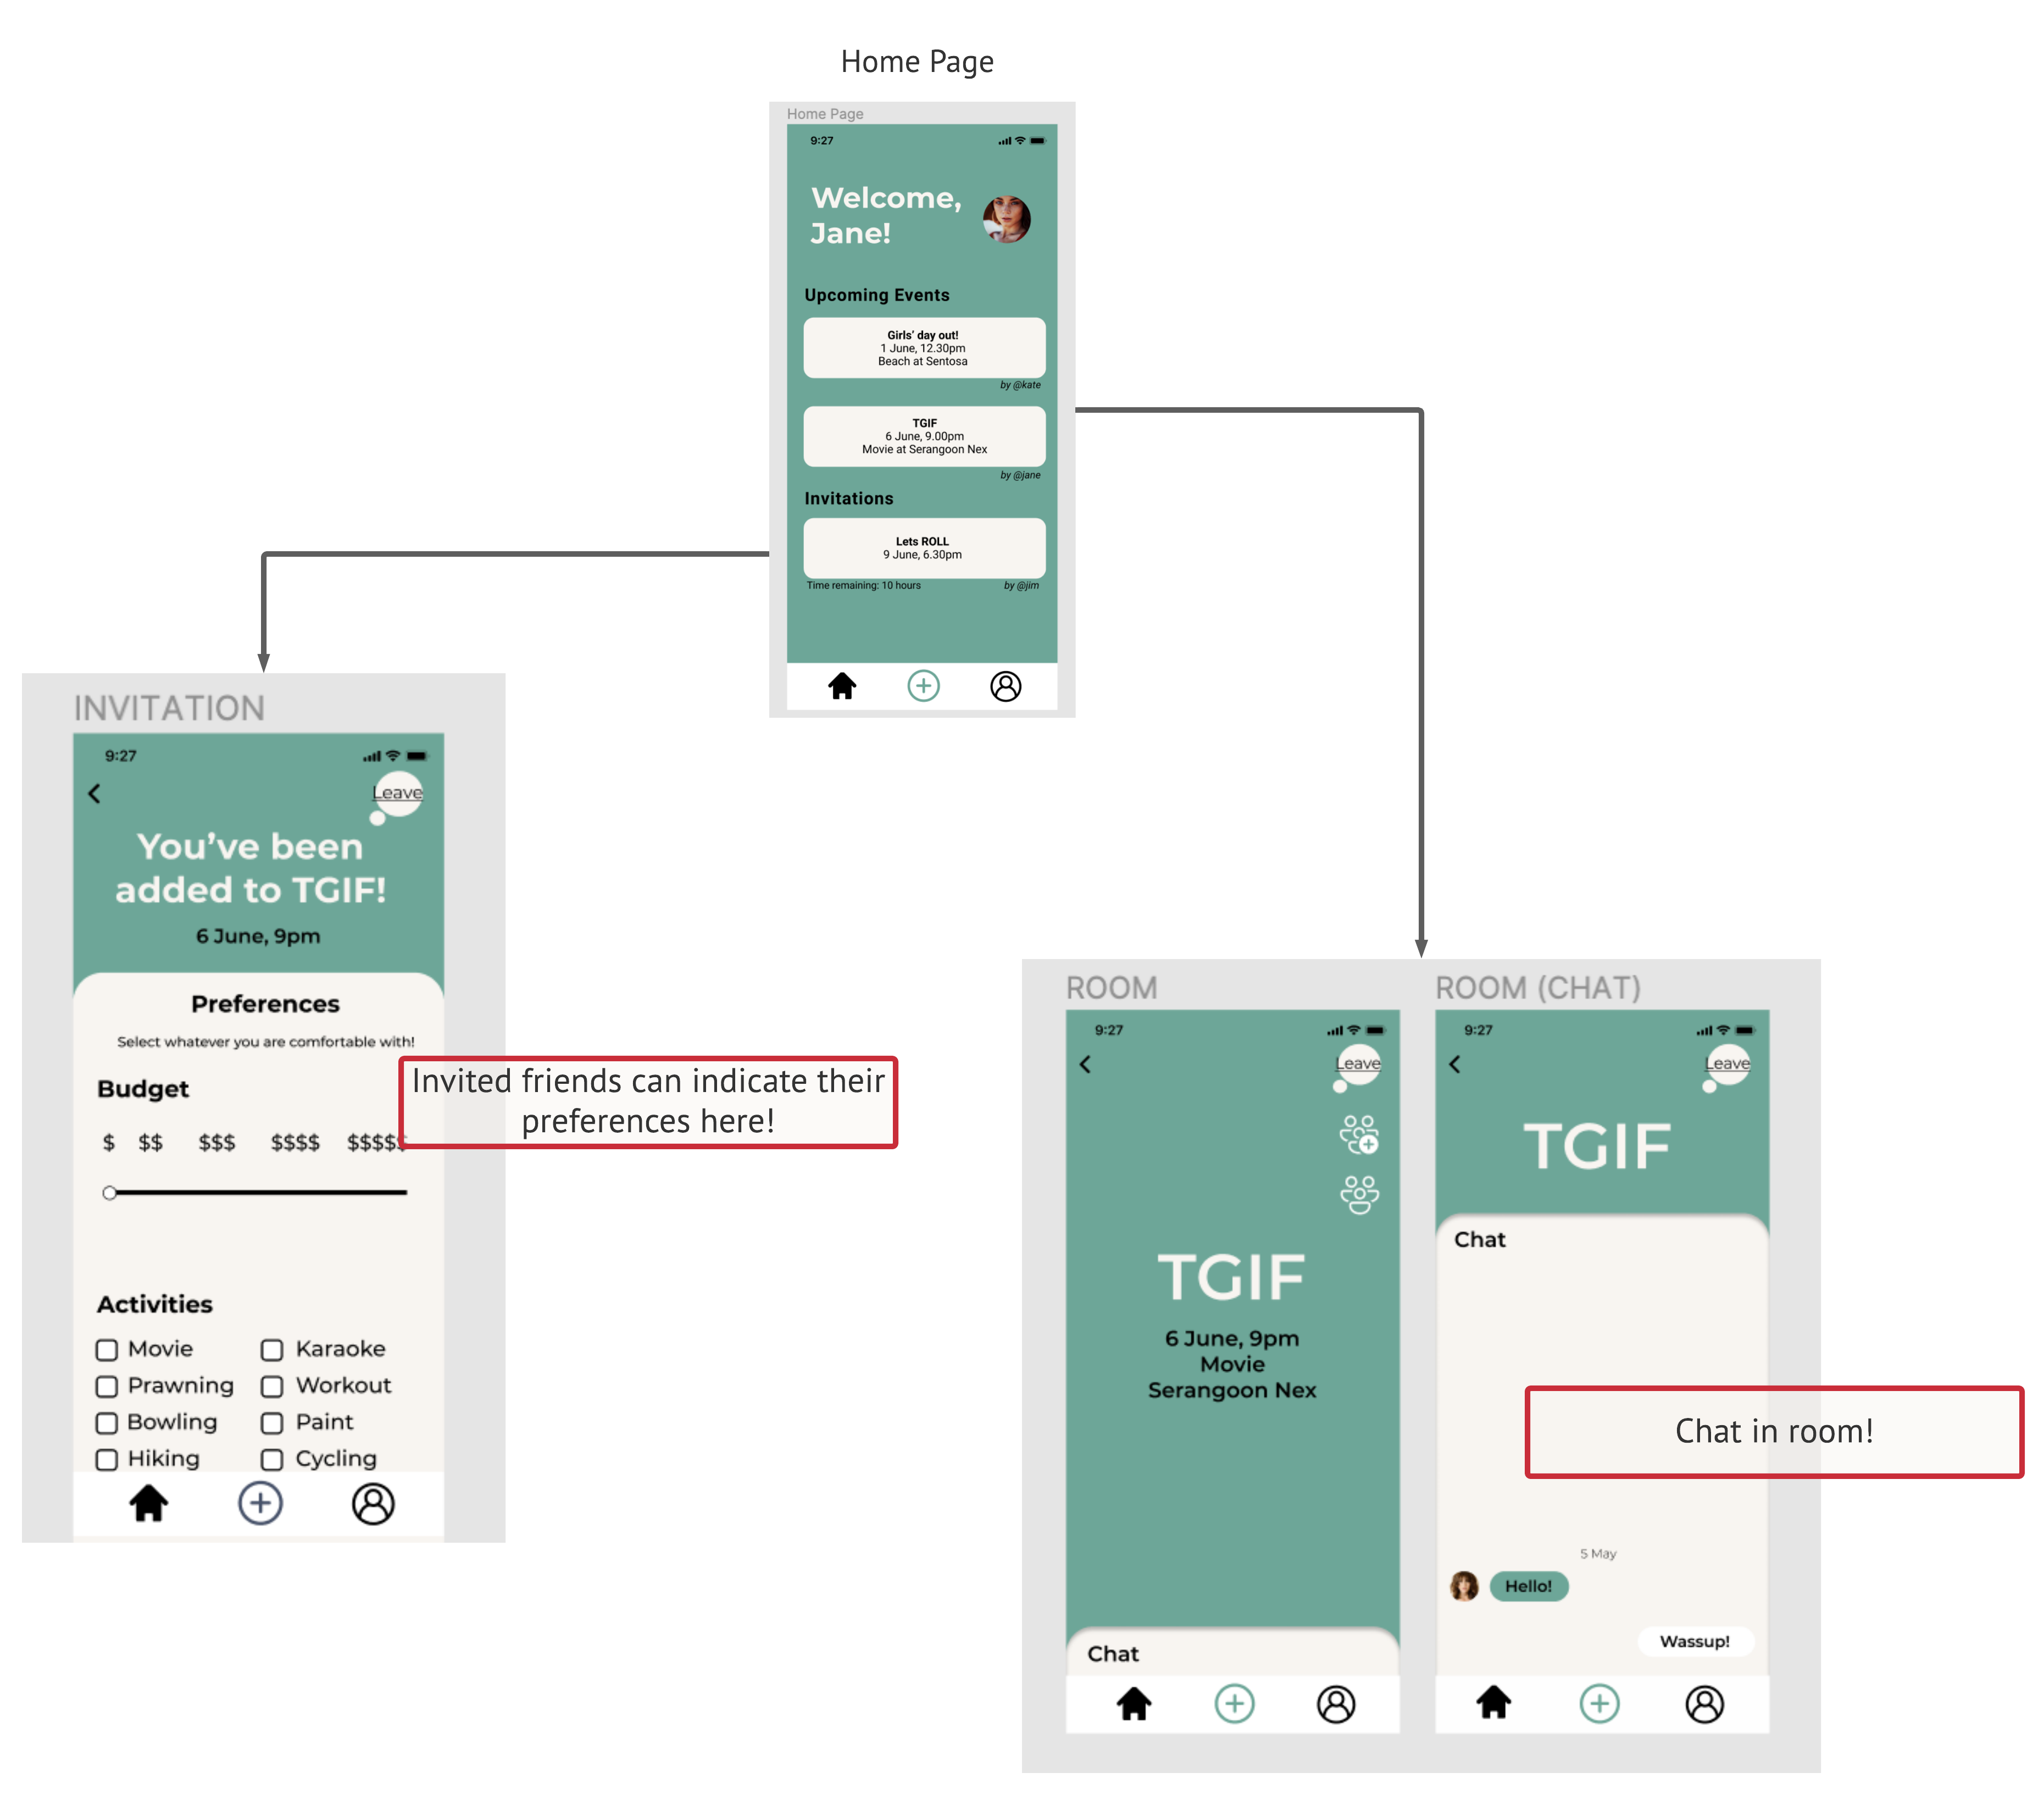 Home Page
Home Page
9:27
Welcome,
Jane!
Upcoming Events
Girls' day out!
1 June, 12.30pm
Beach at Sentosa
by @kate
TGIF
6 June, 9.00pm
Movie at Serangoon Nex
by @jane
Invitations
Lets ROLL
9 June, 6.30pm
Time remaining: 10 hours by @jim
INVITATION
9:27
Leave
You've been
added to TGIF!
6 June, 9pm
Preferences
Select whatever you are comfortable with!
Budget
$ $$ $$$ $$$$ $$$$$
Activities
Movie Karaoke
Prawning Workout
Bowling Paint
Hiking Cycling
Invited friends can indicate their
preferences here!
ROOM
9:27
Leave
TGIF
6 June, 9pm
Movie
Serangoon Nex
Chat
ROOM (CHAT)
9:27
Leave
TGIF
Chat
Chat in room!
5 May
Hello!
Wassup!